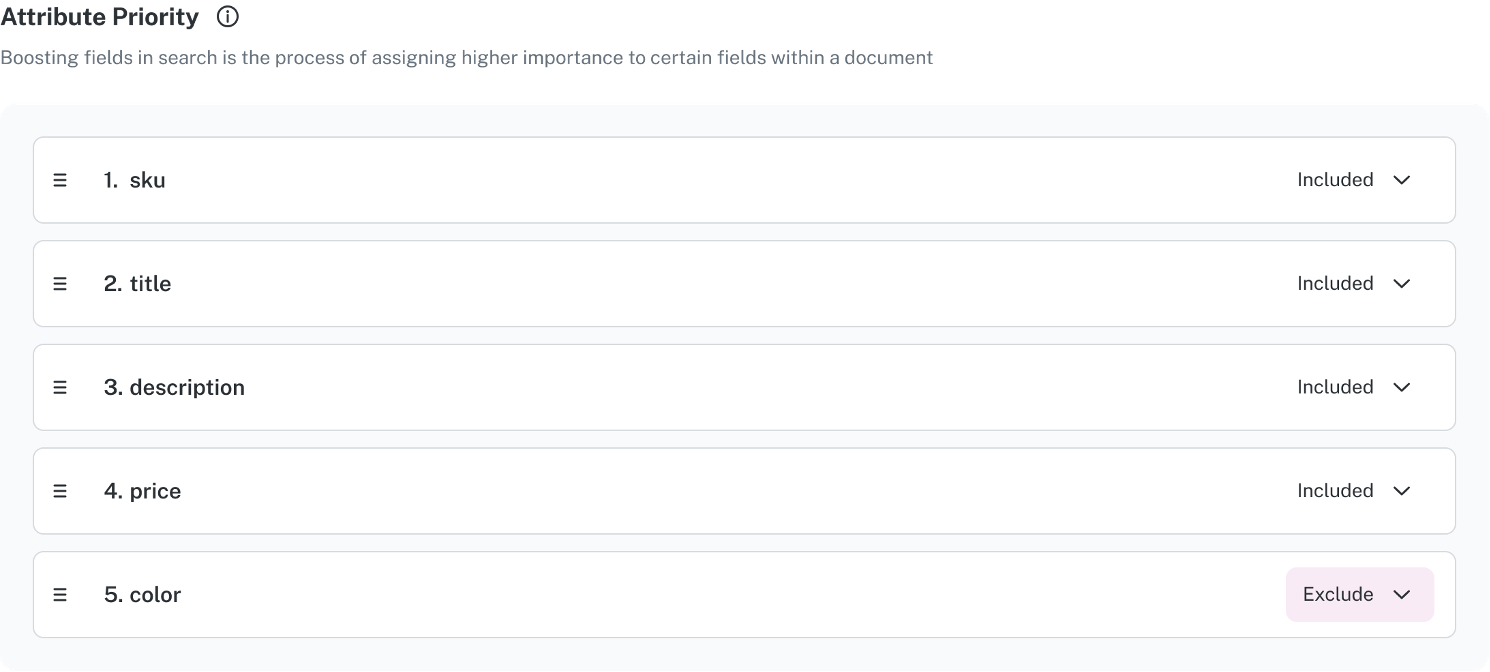 Attribute Priority
Boosting fields in search is the process of assigning higher importance to certain fields within a document
1. sku Included
2. title Included
3. description Included
4. price Included
5. color Exclude